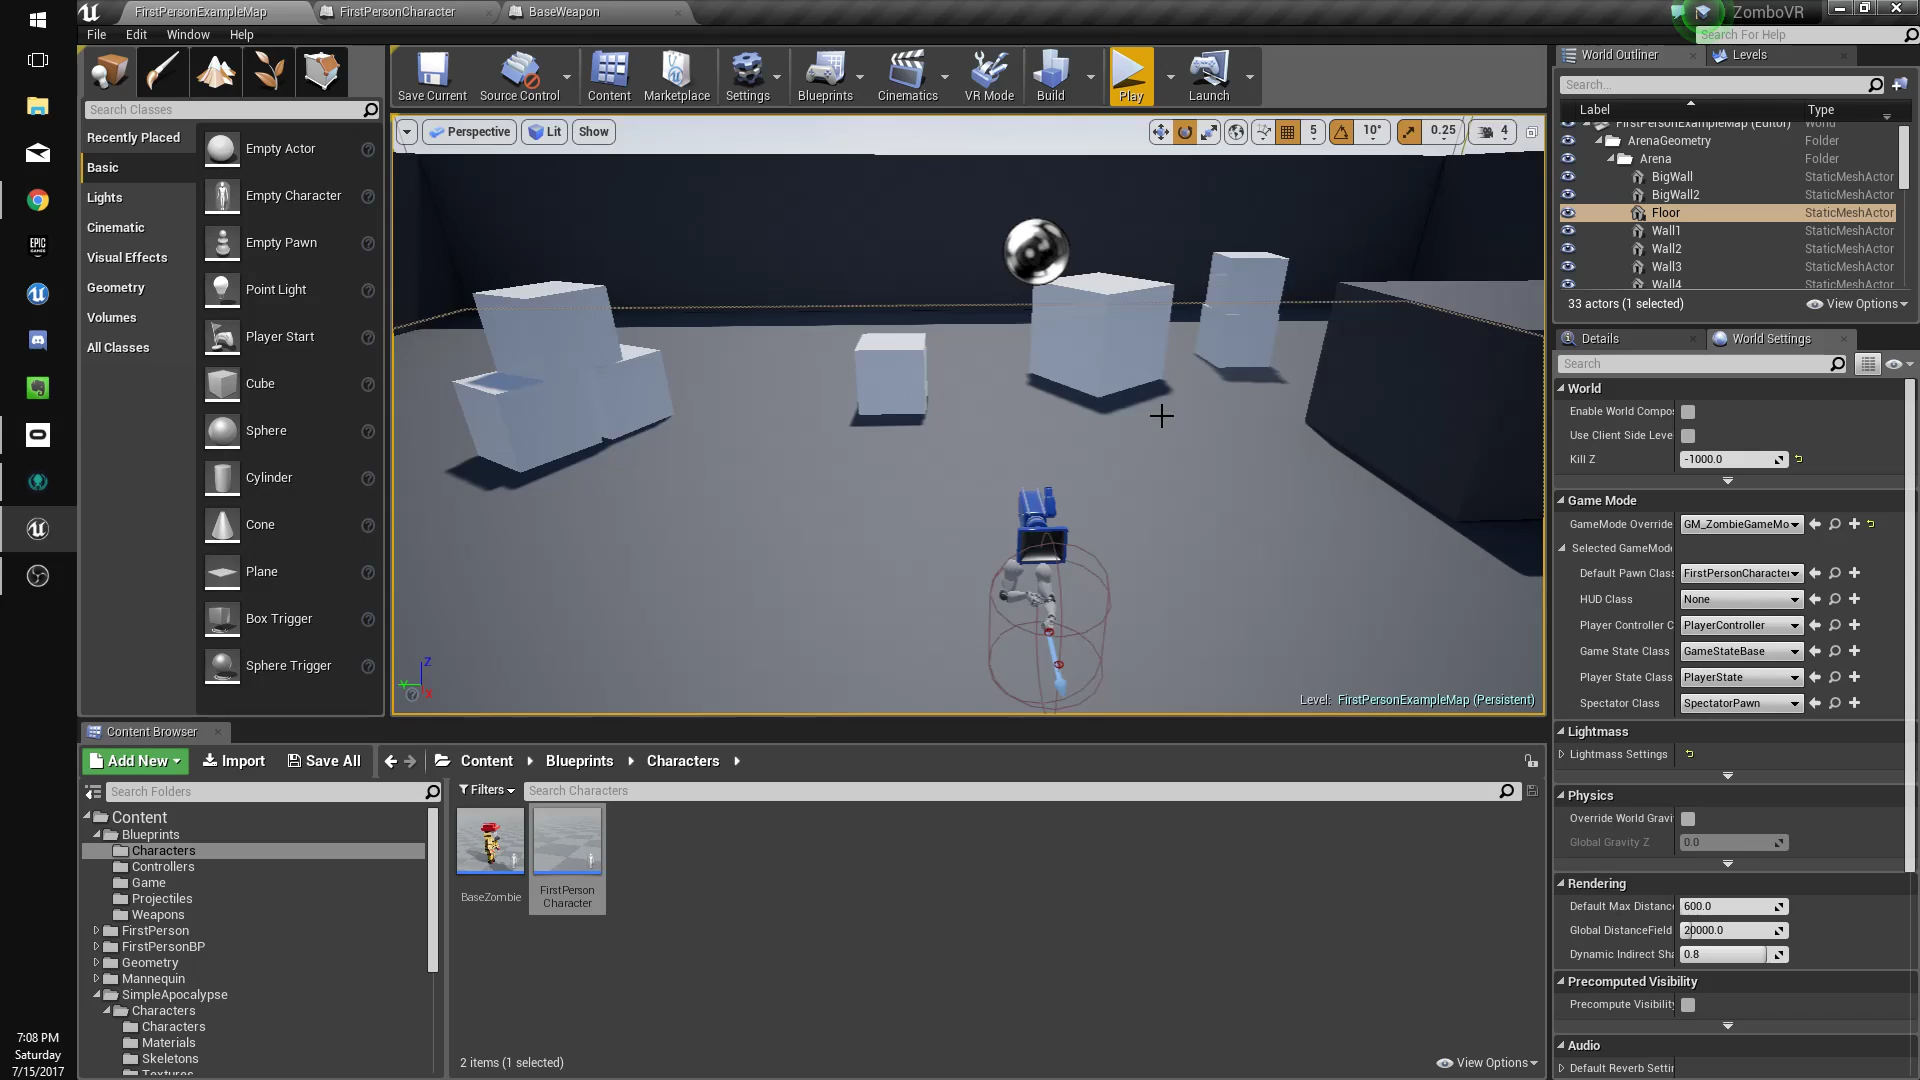 FirstPersonExampleMap
FirstPersonCharacter
BaseWeapon
ZomboVR
File
Edit
Window
Help
Search For Help
Search Classes
Recently Placed
Basic
Lights
Cinematic
Visual Effects
Geometry
Volumes
All Classes
Empty Actor
Empty Character
Empty Pawn
Point Light
Player Start
Cube
Sphere
Cylinder
Cone
Plane
Box Trigger
Sphere Trigger
Save Current
Source Control
Content
Marketplace
Settings
Blueprints
Cinematics
VR Mode
Build
Play
Launch
Perspective
Lit
Show
5
10°
0.25
4
Z
Y
X
Level: FirstPersonExampleMap (Persistent)
World Outliner
Levels
Search...
Label
Type
FirstPersonExampleMap (Editor) World
ArenaGeometry Folder
Arena Folder
BigWall StaticMeshActor
BigWall2 StaticMeshActor
Floor StaticMeshActor
Wall1 StaticMeshActor
Wall2 StaticMeshActor
Wall3 StaticMeshActor
Wall4 StaticMeshActor
33 actors (1 selected)
View Options
Details
World Settings
Search
World
Enable World Compos
Use Client Side Leve
Kill Z -1000.0
Game Mode
GameMode Override GM_ZombieGameMo
Selected GameMode
Default Pawn Class FirstPersonCharacter
HUD Class None
Player Controller C PlayerController
Game State Class GameStateBase
Player State Class PlayerState
Spectator Class SpectatorPawn
Lightmass
Lightmass Settings
Physics
Override World Gravi
Global Gravity Z 0.0
Rendering
Default Max Distance 600.0
Global DistanceField 20000.0
Dynamic Indirect Sha 0.8
Precomputed Visibility
Precompute Visibility
Audio
Default Reverb Settin
Content Browser
Add New
Import
Save All
Content
Blueprints
Characters
Search Folders
Filters
Search Characters
Content
Blueprints
Characters
Controllers
Game
Projectiles
Weapons
FirstPerson
FirstPersonBP
Geometry
Mannequin
SimpleApocalypse
Characters
Characters
Materials
Skeletons
Textures
BaseZombie
FirstPerson
Character
2 items (1 selected)
View Options
EPIC
GAMES
7:08 PM
Saturday
7/15/2017